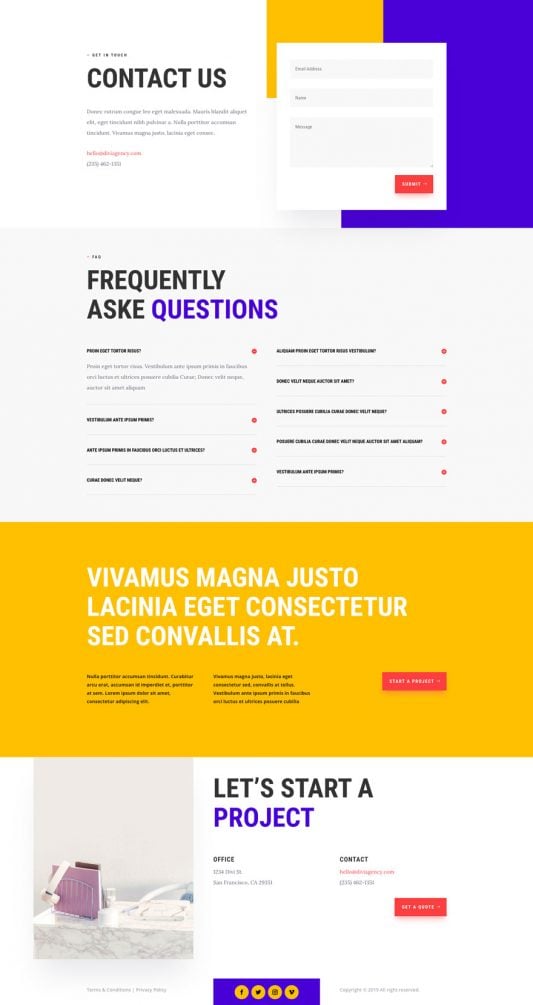 – GET IN TOUCH
CONTACT US
Donec rutrum congue leo eget malesuada. Mauris blandit aliquet
elit, eget tincidunt nibh pulvinar a. Nulla porttitor accumsan
tincidunt. Vivamus magna justo, lacinia eget consec.
hello@diviagency.com
(235) 462-1351
Email Address
Name
Message
SUBMIT →
– FAQ
FREQUENTLY
ASKE QUESTIONS
PROIN EGET TORTOR RISUS?
Proin eget tortor risus. Vestibulum ante ipsum primis in faucibus
orci luctus et ultrices posuere cubilia Curae; Donec velit neque,
auctor sit amet aliquam
VESTIBULUM ANTE IPSUM PRIMIS?
ANTE IPSUM PRIMIS IN FAUCIBUS ORCI LUCTUS ET ULTRICES?
CURAE DONEC VELIT NEQUE?
ALIQUAM PROIN EGET TORTOR RISUS VESTIBULUM?
DONEC VELIT NEQUE AUCTOR SIT AMET?
ULTRICES POSUERE CUBILIA CURAE DONEC VELIT NEQUE?
POSUERE CUBILIA CURAE DONEC VELIT NEQUE AUCTOR SIT AMET ALIQUAM?
VESTIBULUM ANTE IPSUM PRIMIS?
VIVAMUS MAGNA JUSTO
LACINIA EGET CONSECTETUR
SED CONVALLIS AT.
Nulla porttitor accumsan tincidunt. Curabitur
arcu erat, accumsan id imperdiet et, porttitor
at sem. Lorem ipsum dolor sit amet,
consectetur adipiscing elit.
Vivamus magna justo, lacinia eget
consectetur sed, convallis at tellus.
Vestibulum ante ipsum primis in faucibus
orci luctus et ultrices posuere cubilia
START A PROJECT →
LET’S START A
PROJECT
OFFICE
1234 Divi St.
San Francisco, CA 29351
CONTACT
hello@diviagency.com
(235) 462-1351
GET A QUOTE →
Terms & Conditions | Privacy Policy
Copyright © 2019 All rights reserved.